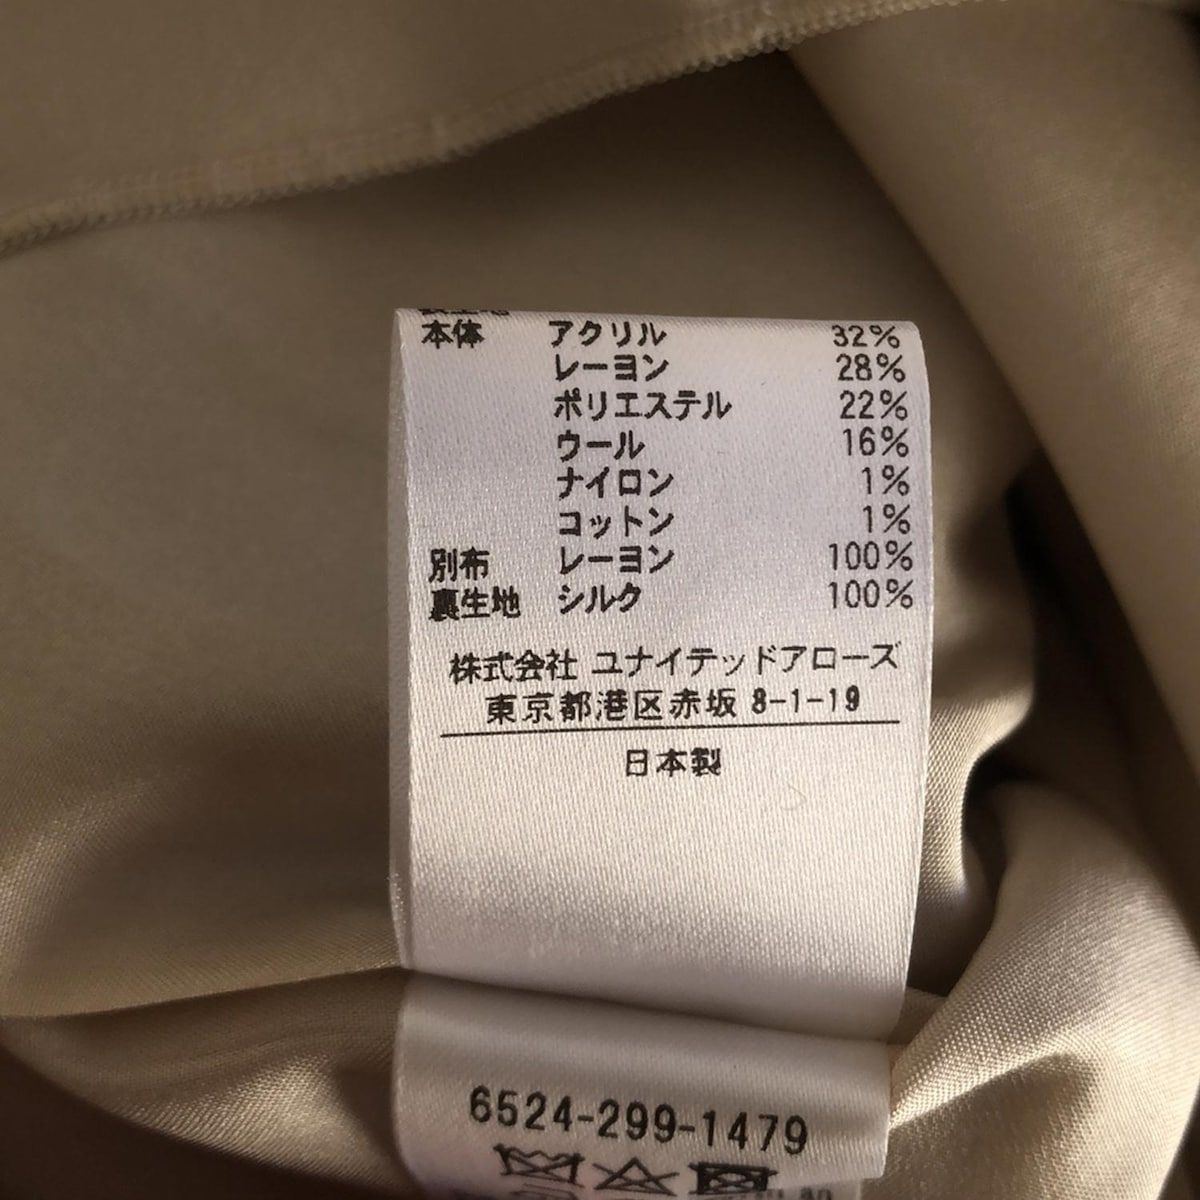 本体 アクリル 32%
レーヨン 28%
ポリエステル 22%
ウール 16%
ナイロン 1%
コットン 1%
別布 レーヨン 100%
裏生地 シルク 100%
株式会社 ユナイテッドアローズ
東京都港区赤坂 8-1-19
日本製
6524-299-1479